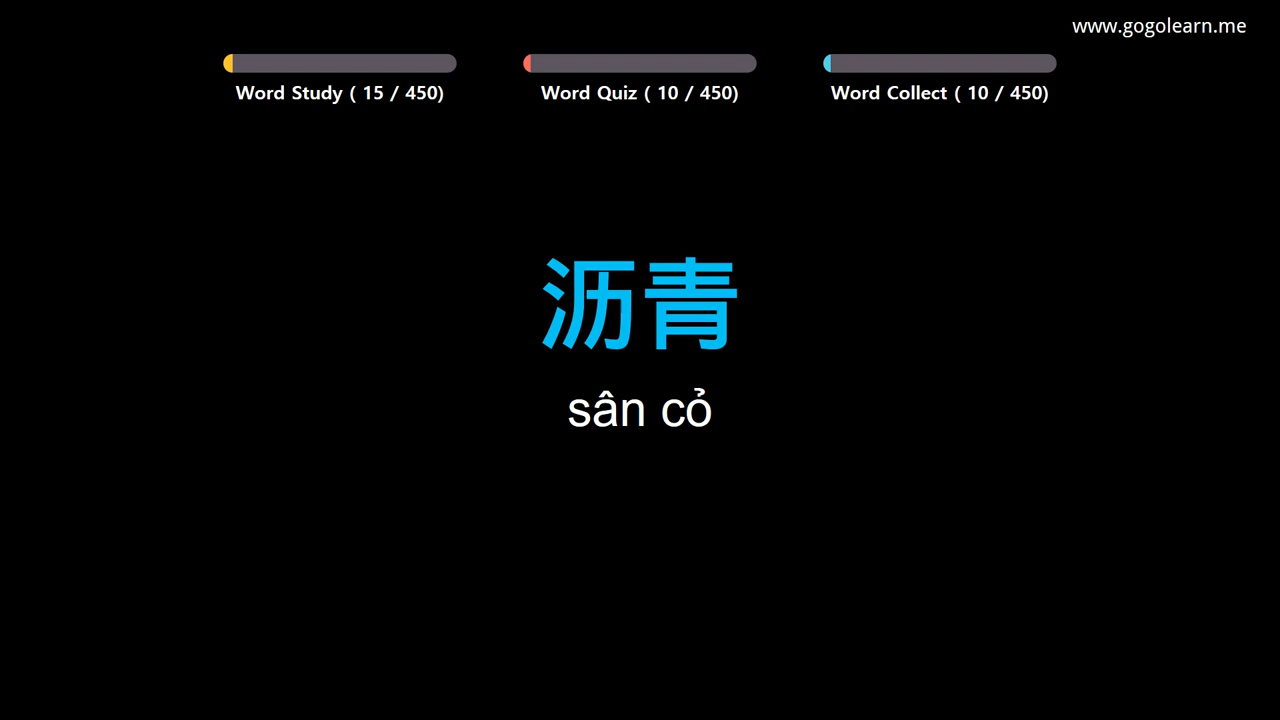 www.gogolearn.me
Word Study ( 15 / 450)
Word Quiz ( 10 / 450)
Word Collect ( 10 / 450)
沥青
sân cỏ